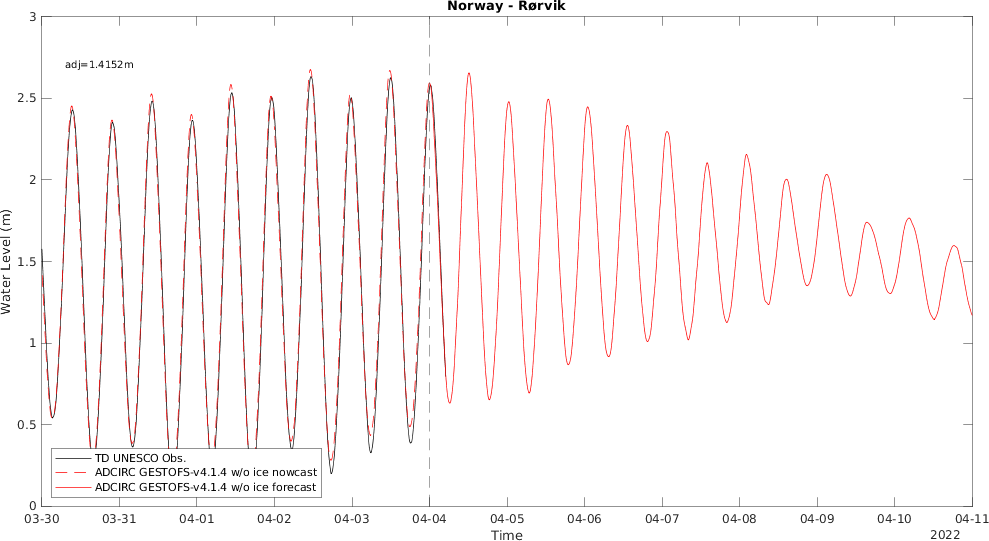 Norway - Rørvik
adj=1.4152m
Water Level (m)
3
2.5
2
1.5
1
0.5
0
TD UNESCO Obs.
ADCIRC GESTOFS-v4.1.4 w/o ice nowcast
ADCIRC GESTOFS-v4.1.4 w/o ice forecast
03-30 03-31 04-01 04-02 04-03 04-04 04-05 04-06 04-07 04-08 04-09 04-10 04-11
Time
2022